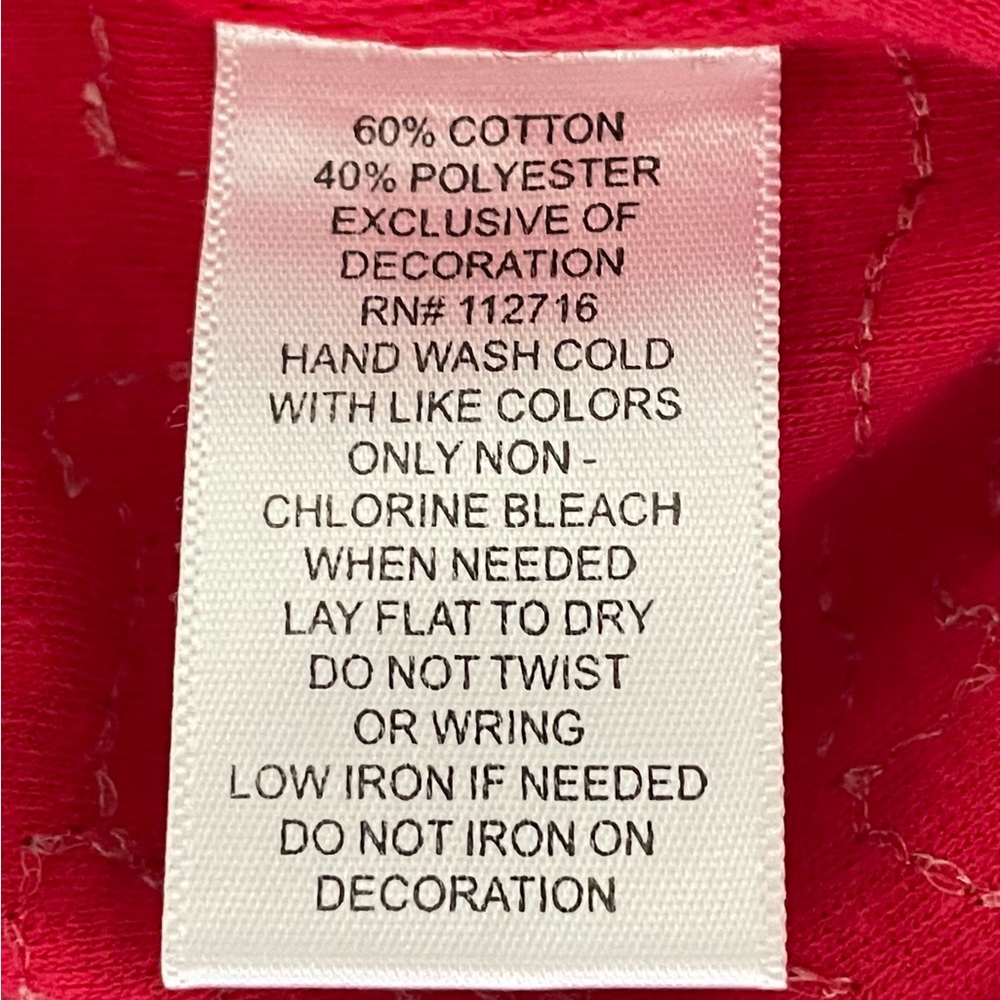 60% COTTON
40% POLYESTER
EXCLUSIVE OF
DECORATION
RN# 112716
HAND WASH COLD
WITH LIKE COLORS
ONLY NON -
CHLORINE BLEACH
WHEN NEEDED
LAY FLAT TO DRY
DO NOT TWIST
OR WRING
LOW IRON IF NEEDED
DO NOT IRON ON
DECORATION